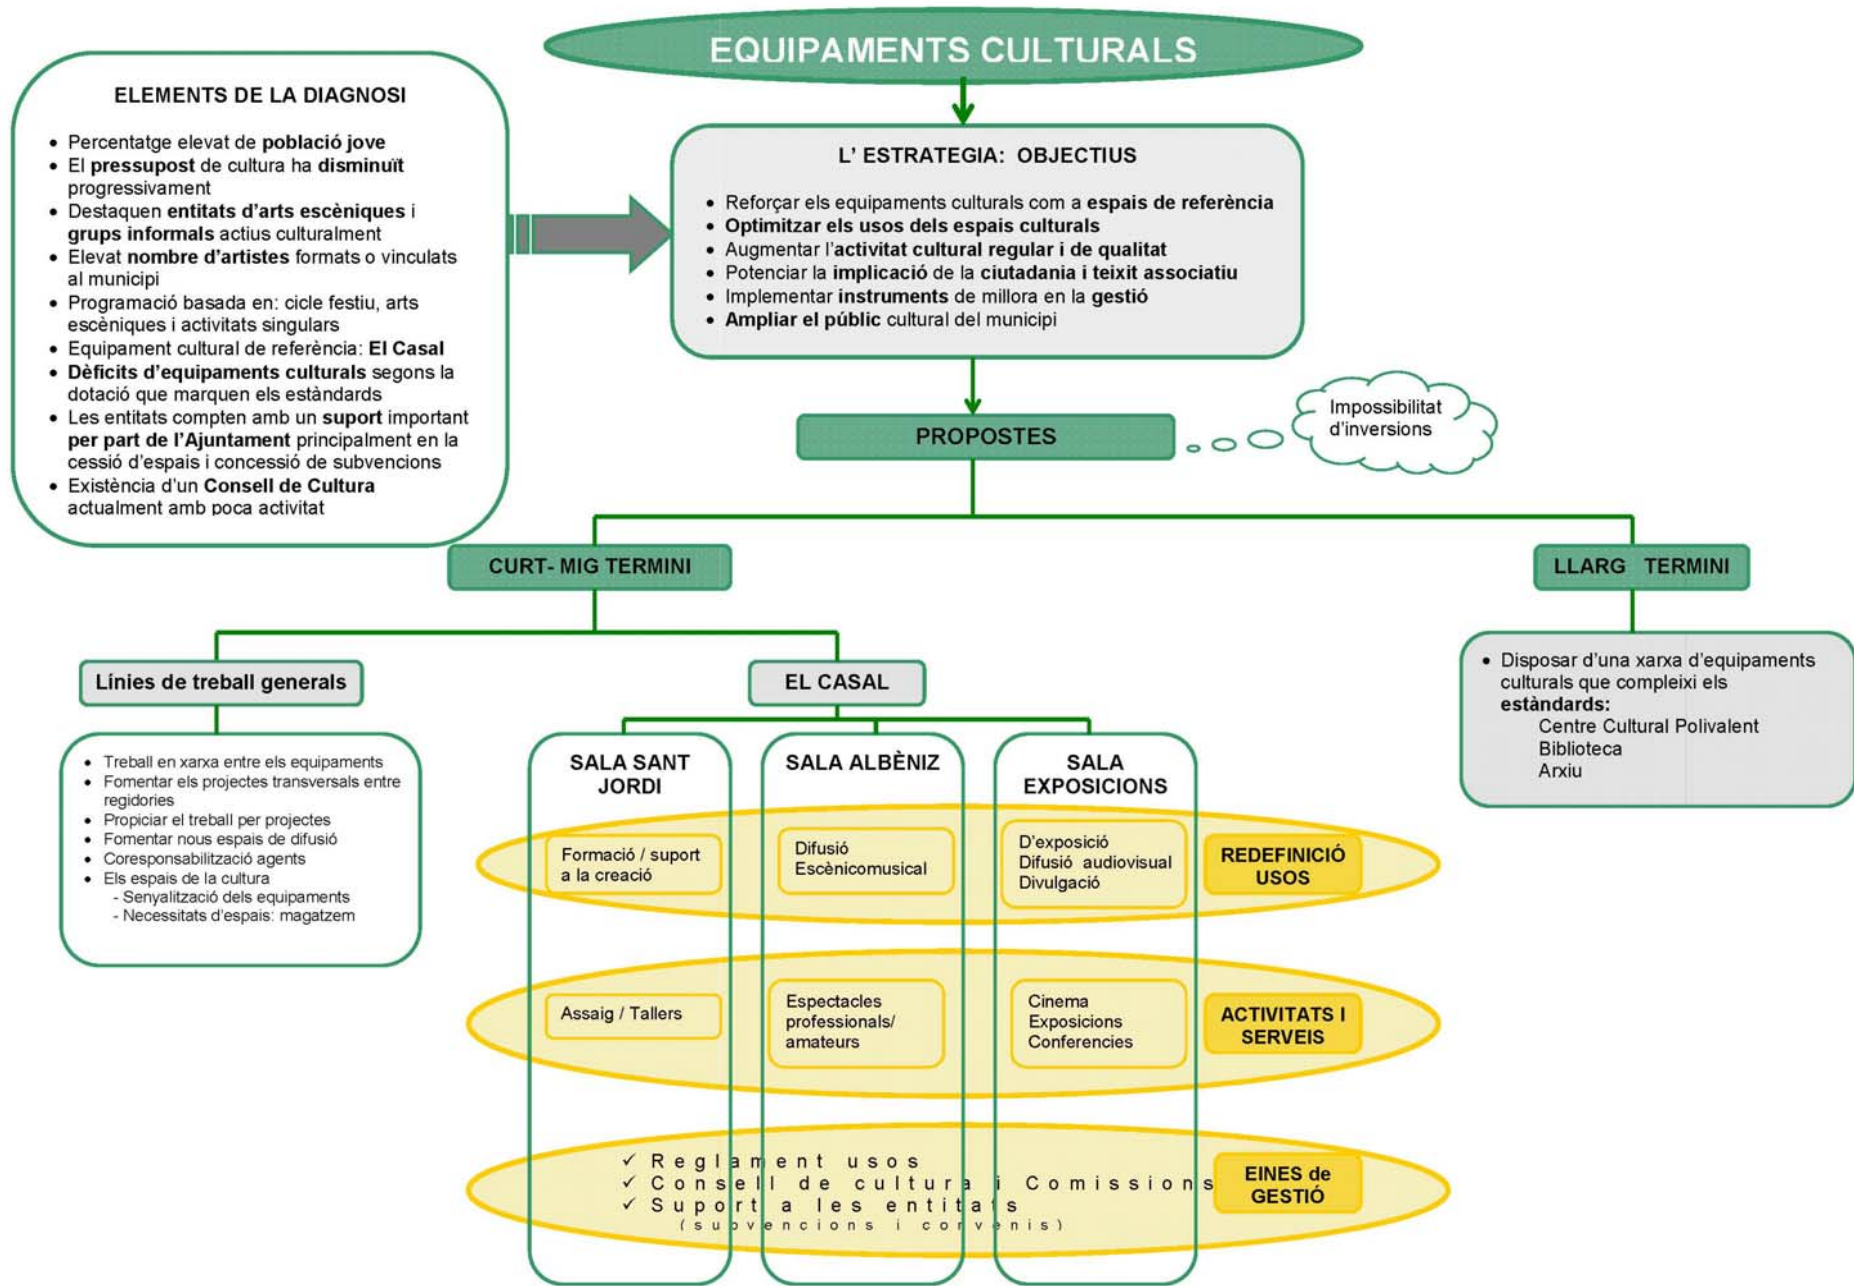 EQUIPAMENTS CULTURALS
ELEMENTS DE LA DIAGNOSI
• Percentatge elevat de població jove
• El pressupost de cultura ha disminuït
progressivament
• Destaquen entitats d'arts escèniques i
grups informals actius culturalment
• Elevat nombre d'artistes formats o vinculats
al municipi
• Programació basada en: cicle festiu, arts
escèniques i activitats singulars
• Equipament cultural de referència: El Casal
• Dèficits d'equipaments culturals segons la
dotació que marquen els estàndards
• Les entitats compten amb un suport important
per part de l'Ajuntament principalment en la
cessió d'espais i concessió de subvencions
• Existència d'un Consell de Cultura
actualment amb poca activitat
L' ESTRATEGIA: OBJECTIUS
• Reforçar els equipaments culturals com a espais de referència
• Optimitzar els usos dels espais culturals
• Augmentar l'activitat cultural regular i de qualitat
• Potenciar la implicació de la ciutadania i teixit associatiu
• Implementar instruments de millora en la gestió
• Ampliar el públic cultural del municipi
PROPOSTES
Impossibilitat
d'inversions
CURT- MIG TERMINI
LLARG TERMINI
Línies de treball generals
EL CASAL
• Disposar d'una xarxa d'equipaments
culturals que compleixi els
estàndards:
Centre Cultural Polivalent
Biblioteca
Arxiu
• Treball en xarxa entre els equipaments
• Fomentar els projectes transversals entre
regidories
• Propiciar el treball per projectes
• Fomentar nous espais de difusió
• Coresponsabilització agents
• Els espais de la cultura
- Senyalització dels equipaments
- Necessitats d'espais: magatzem
SALA SANT
JORDI
SALA ALBÈNIZ
SALA
EXPOSICIONS
Formació / suport
a la creació
Difusió
Escènicomusical
D'exposició
Difusió audiovisual
Divulgació
REDEFINICIÓ
USOS
Assaig / Tallers
Espectacles
professionals/
amateurs
Cinema
Exposicions
Conferencies
ACTIVITATS I
SERVEIS
✓ Reglament usos
✓ Consell de cultura i Comissions
✓ Suport a les entitats
(subvencions i convenis)
EINES de
GESTIÓ